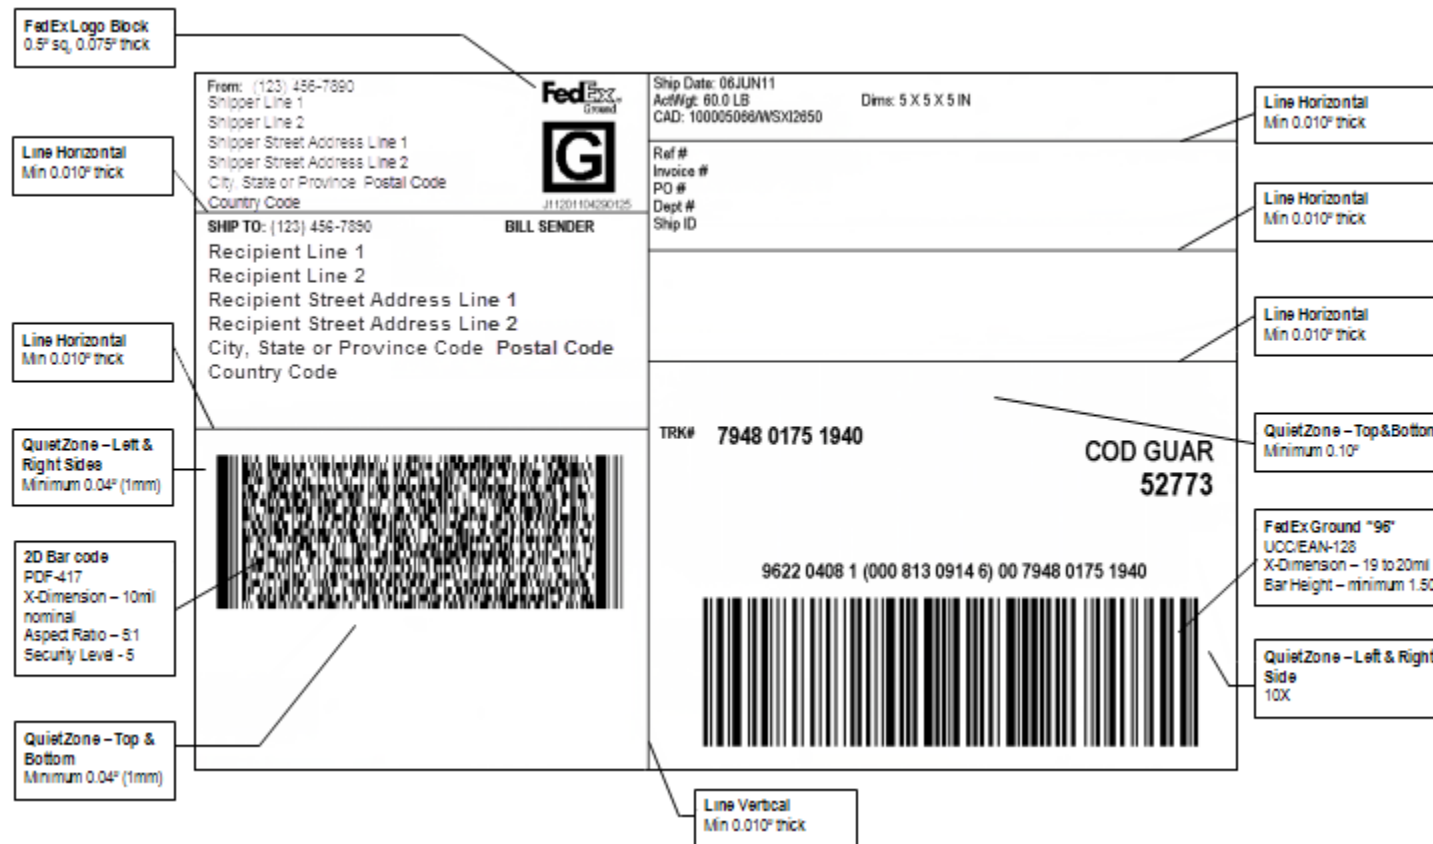 FedEx Logo Block
0.5" sq, 0.075" thick
Line Horizontal
Min 0.010" thick
Line Horizontal
Min 0.010" thick
QuietZone – Left &
Right Sides
Minimum 0.04" (1mm)
2D Bar code
PDF-417
X-Dimension – 10mil
nominal
Aspect Ratio – 5:1
Security Level - 5
QuietZone – Top &
Bottom
Minimum 0.04" (1mm)
From: (123) 456-7890
Shipper Line 1
Shipper Line 2
Shipper Street Address Line 1
Shipper Street Address Line 2
City, State or Province Postal Code
Country Code
FedEx
Ground
G
J11201104290125
SHIP TO: (123) 456-7890 BILL SENDER
Recipient Line 1
Recipient Line 2
Recipient Street Address Line 1
Recipient Street Address Line 2
City, State or Province Code Postal Code
Country Code
Ship Date: 06JUN11
ActWgt: 60.0 LB Dims: 5 X 5 X 5 IN
CAD: 100005066/WSXI2650
Ref #
Invoice #
PO #
Dept #
Ship ID
TRK# 7948 0175 1940
COD GUAR
52773
9622 0408 1 (000 813 0914 6) 00 7948 0175 1940
Line Vertical
Min 0.010" thick
Line Horizontal
Min 0.010" thick
Line Horizontal
Min 0.010" thick
Line Horizontal
Min 0.010" thick
QuietZone – Top&Bottom
Minimum 0.10"
FedEx Ground "96"
UCC/EAN-128
X-Dimension – 19 to 20mil
Bar Height – minimum 1.50
QuietZone – Left & Right
Side
10X